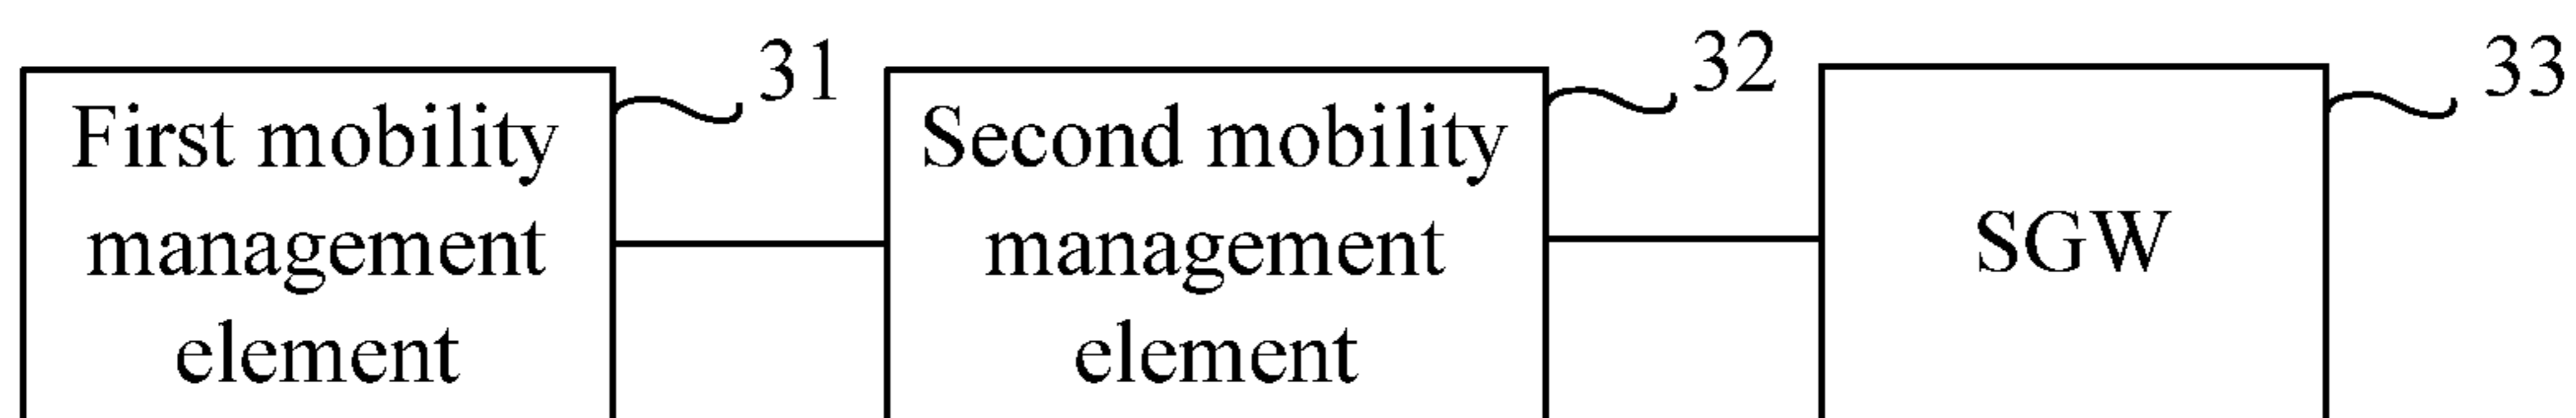 31
First mobility
management
element
32
Second mobility
management
element
33
SGW